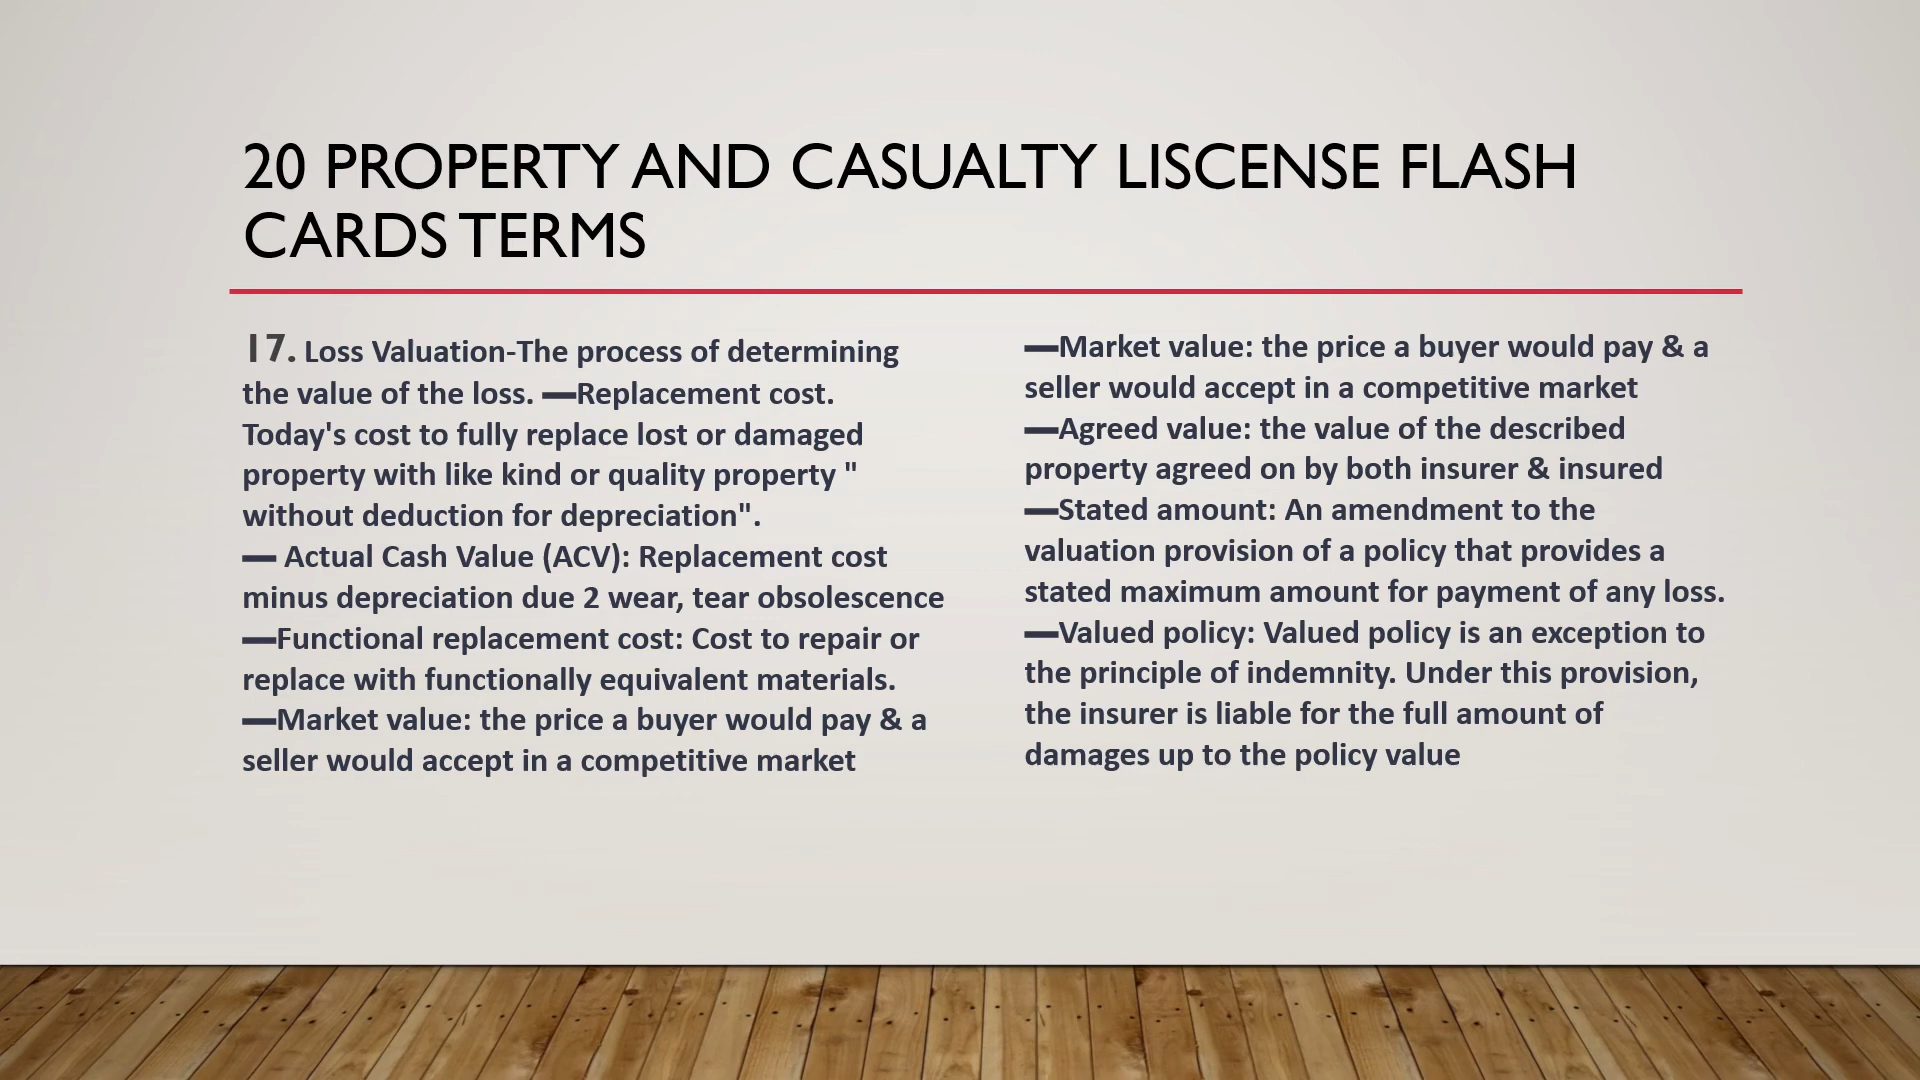 20 PROPERTY AND CASUALTY LISCENSE FLASH
CARDS TERMS
17. Loss Valuation-The process of determining
the value of the loss. —Replacement cost.
Today's cost to fully replace lost or damaged
property with like kind or quality property "
without deduction for depreciation".
— Actual Cash Value (ACV): Replacement cost
minus depreciation due 2 wear, tear obsolescence
—Functional replacement cost: Cost to repair or
replace with functionally equivalent materials.
—Market value: the price a buyer would pay & a
seller would accept in a competitive market
—Market value: the price a buyer would pay & a
seller would accept in a competitive market
—Agreed value: the value of the described
property agreed on by both insurer & insured
—Stated amount: An amendment to the
valuation provision of a policy that provides a
stated maximum amount for payment of any loss.
—Valued policy: Valued policy is an exception to
the principle of indemnity. Under this provision,
the insurer is liable for the full amount of
damages up to the policy value